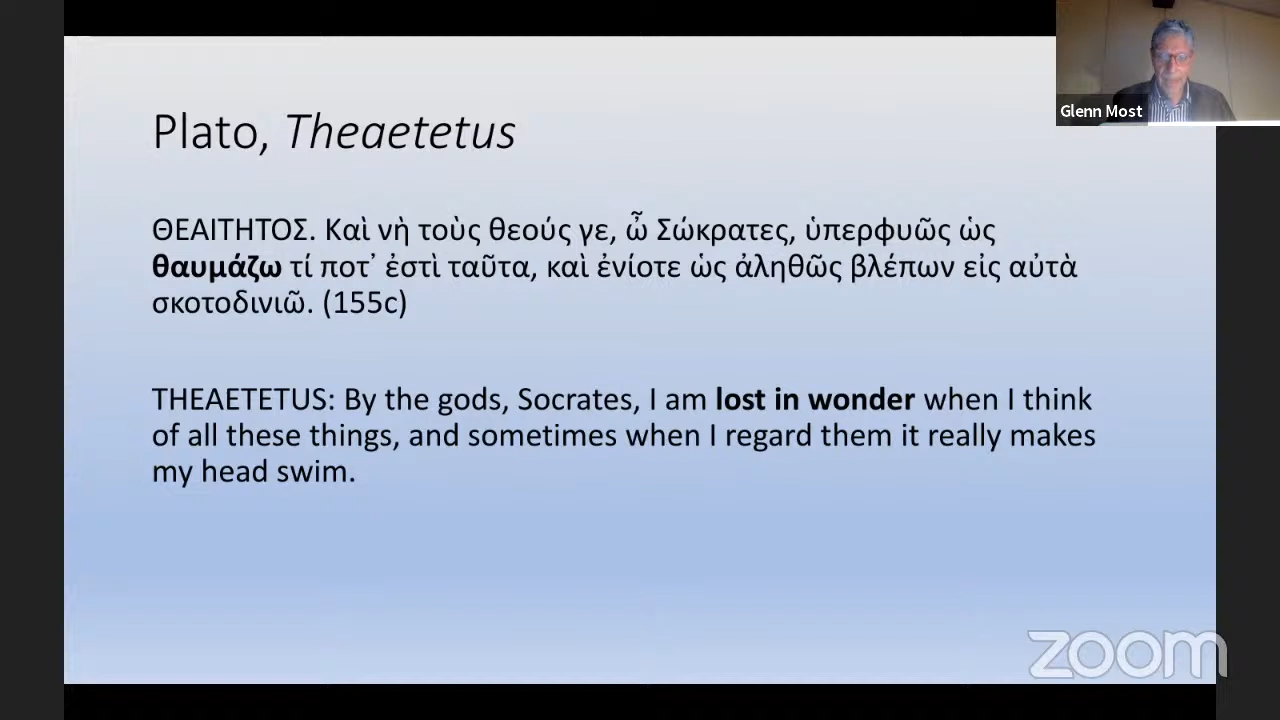 Glenn Most
Plato, Theaetetus
ΘΕΑΙΤΗΤΟΣ. Καὶ νὴ τοὺς θεούς γε, ὦ Σώκρατες, ὑπερφυῶς ὡς
θαυμάζω τί ποτ᾽ ἐστὶ ταῦτα, καὶ ἐνίοτε ὡς ἀληθῶς βλέπων εἰς αὐτὰ
σκοτοδινιῶ. (155c)
THEAETETUS: By the gods, Socrates, I am lost in wonder when I think
of all these things, and sometimes when I regard them it really makes
my head swim.
zoom